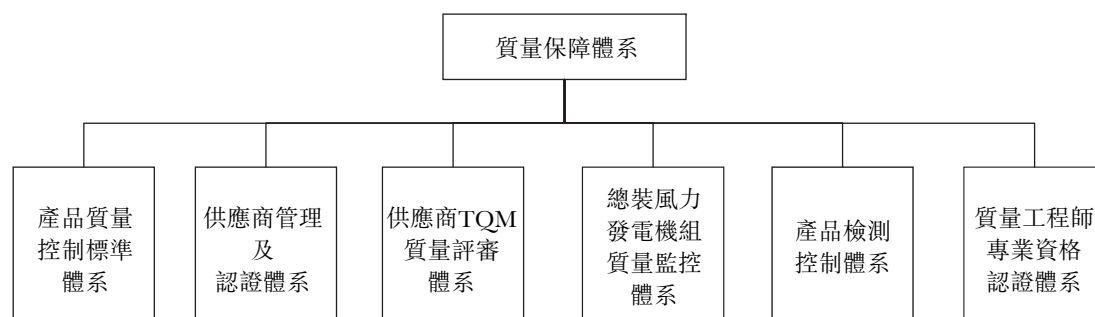 質量保障體系
產品質量
控制標準
體系
供應商管理
及
認證體系
供應商TQM
質量評審
體系
總裝風力
發電機組
質量監控
體系
產品檢測
控制體系
質量工程師
專業資格
認證體系